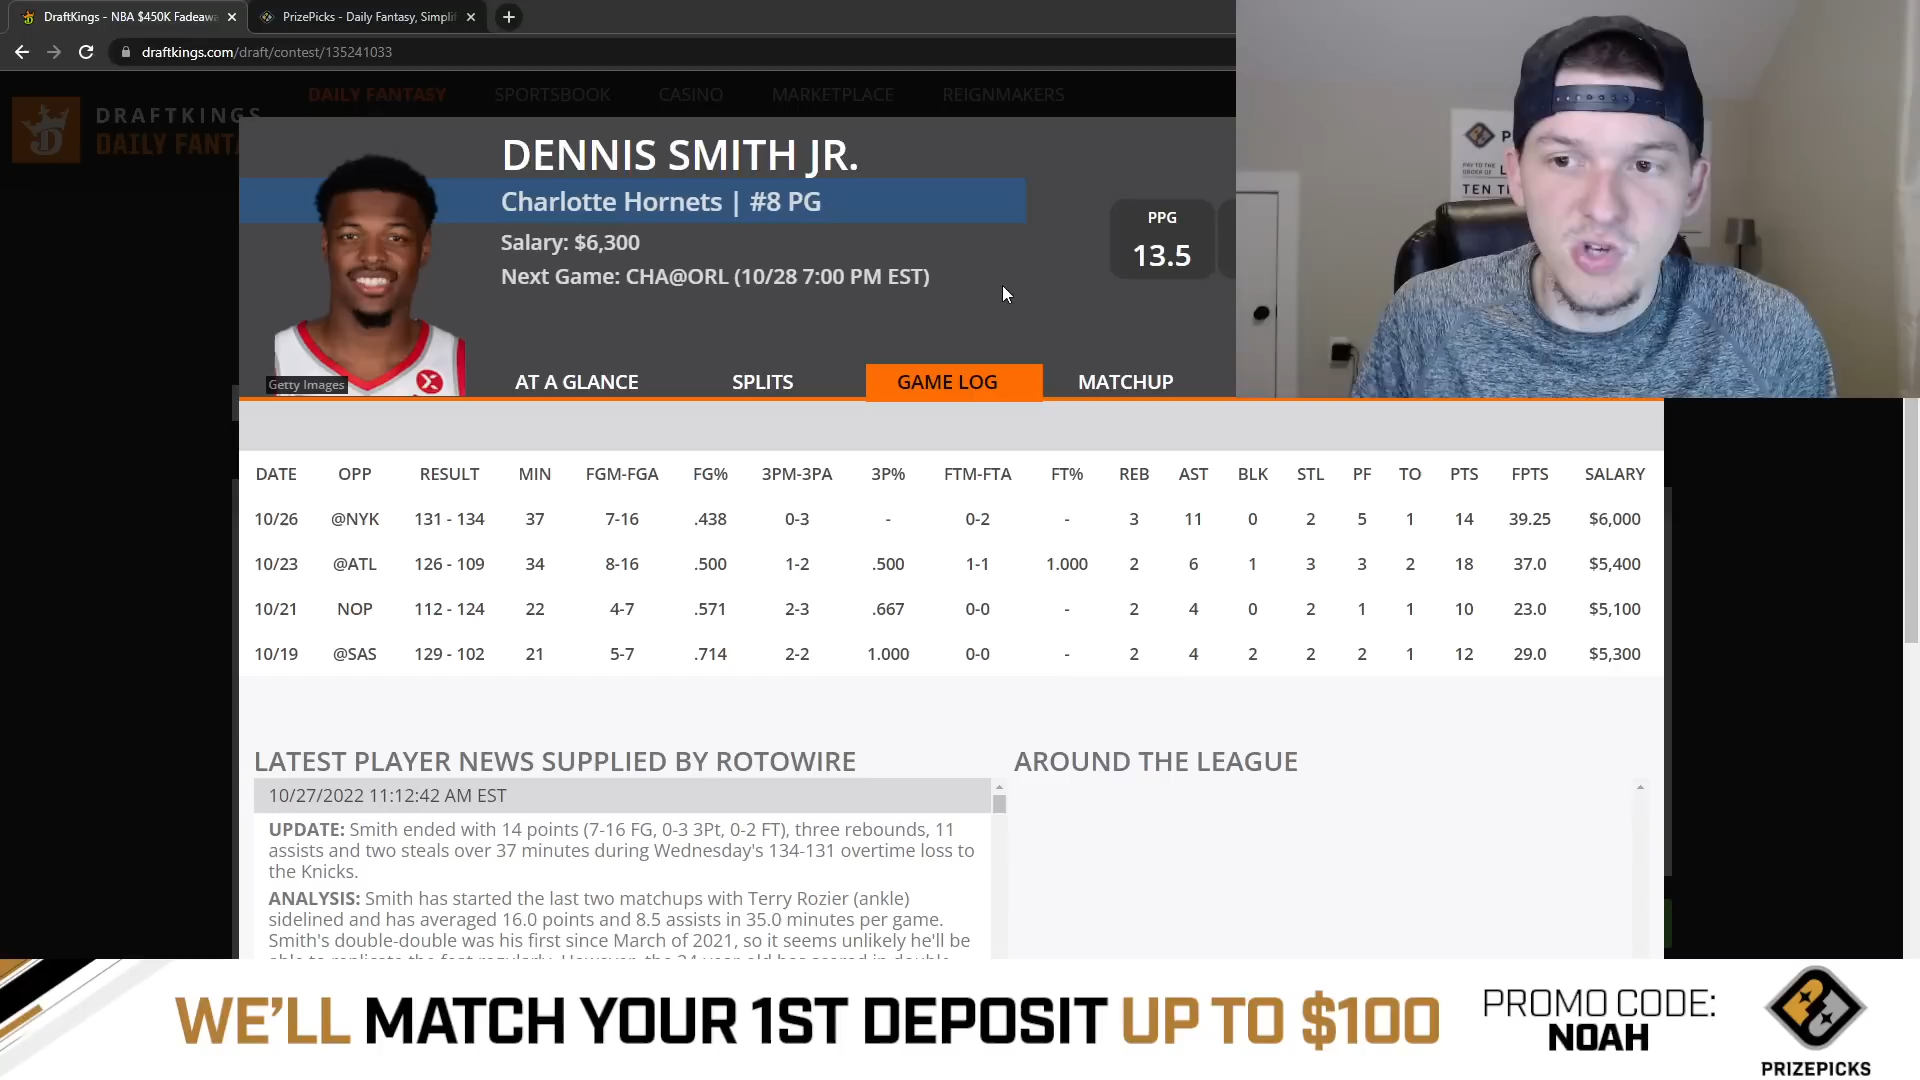 DraftKings - NBA $450K Fadeawa
PrizePicks - Daily Fantasy, Simplif
draftkings.com/draft/contest/135241033
DRAFTKINGS
DAILY FANTA
DAILY FANTASY SPORTSBOOK CASINO MARKETPLACE REIGNMAKERS
DENNIS SMITH JR.
Charlotte Hornets | #8 PG
Salary: $6,300
Next Game: CHA@ORL (10/28 7:00 PM EST)
PPG
13.5
Getty Images
AT A GLANCE SPLITS GAME LOG MATCHUP
DATE OPP RESULT MIN FGM-FGA FG% 3PM-3PA 3P% FTM-FTA FT% REB AST BLK STL PF TO PTS FPTS SALARY
10/26 @NYK 131 - 134 37 7-16 .438 0-3 - 0-2 - 3 11 0 2 5 1 14 39.25 $6,000
10/23 @ATL 126 - 109 34 8-16 .500 1-2 .500 1-1 1.000 2 6 1 3 3 2 18 37.0 $5,400
10/21 NOP 112 - 124 22 4-7 .571 2-3 .667 0-0 - 2 4 0 2 1 1 10 23.0 $5,100
10/19 @SAS 129 - 102 21 5-7 .714 2-2 1.000 0-0 - 2 4 2 2 2 1 12 29.0 $5,300
LATEST PLAYER NEWS SUPPLIED BY ROTOWIRE
AROUND THE LEAGUE
10/27/2022 11:12:42 AM EST
UPDATE: Smith ended with 14 points (7-16 FG, 0-3 3Pt, 0-2 FT), three rebounds, 11
assists and two steals over 37 minutes during Wednesday's 134-131 overtime loss to
the Knicks.
ANALYSIS: Smith has started the last two matchups with Terry Rozier (ankle)
sidelined and has averaged 16.0 points and 8.5 assists in 35.0 minutes per game.
Smith's double-double was his first since March of 2021, so it seems unlikely he'll be
WE'LL MATCH YOUR 1ST DEPOSIT UP TO $100
PROMO CODE:
NOAH
PRIZEPICKS